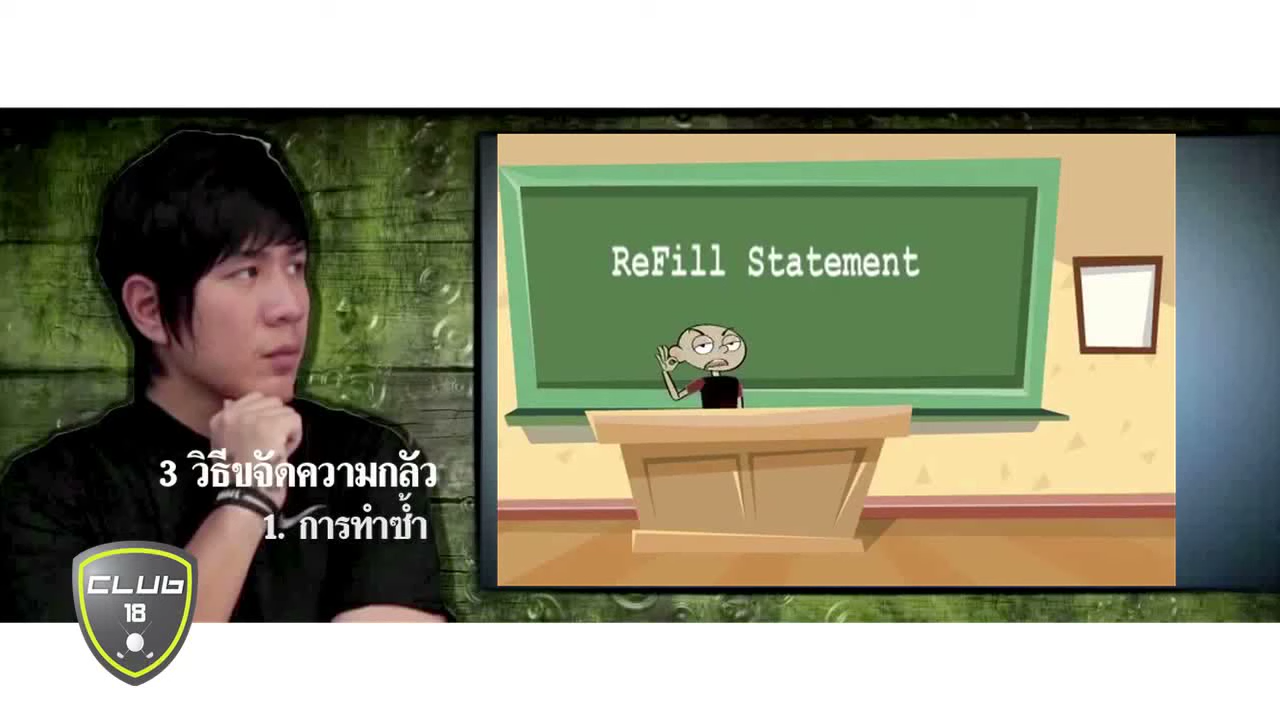 ReFill Statement
3 วิธีขจัดความกลัว
1. การทำซ้ำ
CLUb
18